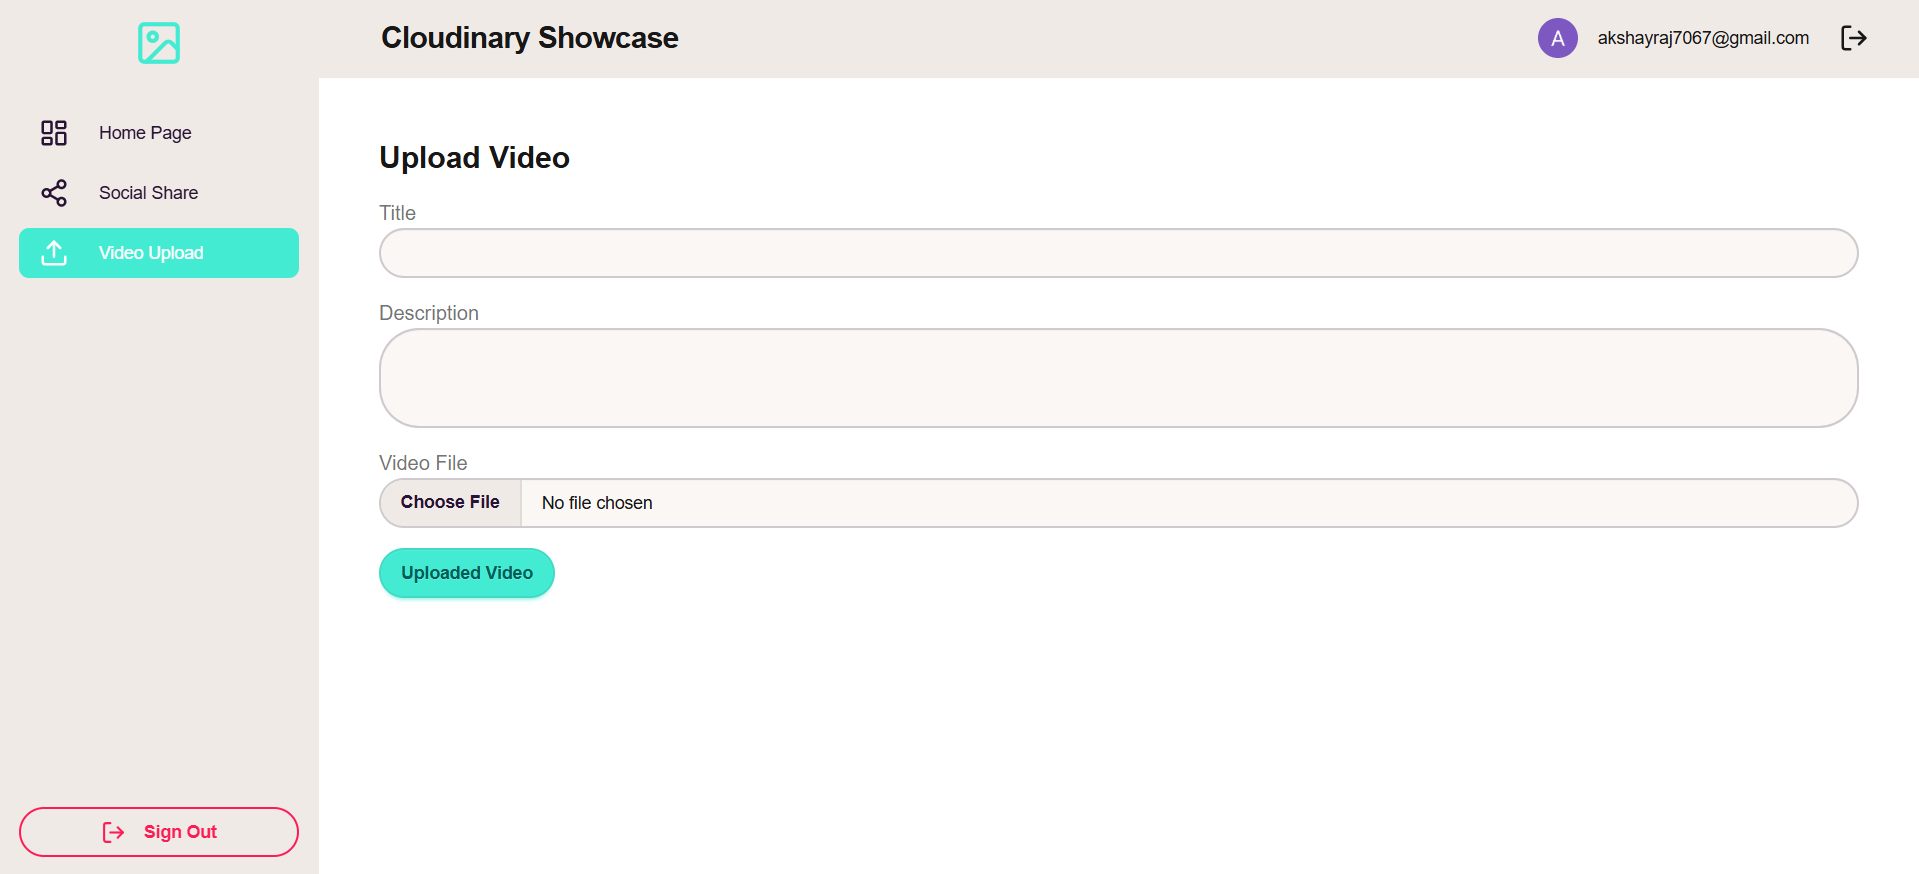 Cloudinary Showcase
A
akshayraj7067@gmail.com
Home Page
Social Share
Video Upload
Sign Out
Upload Video
Title
Description
Video File
Choose File
No file chosen
Uploaded Video